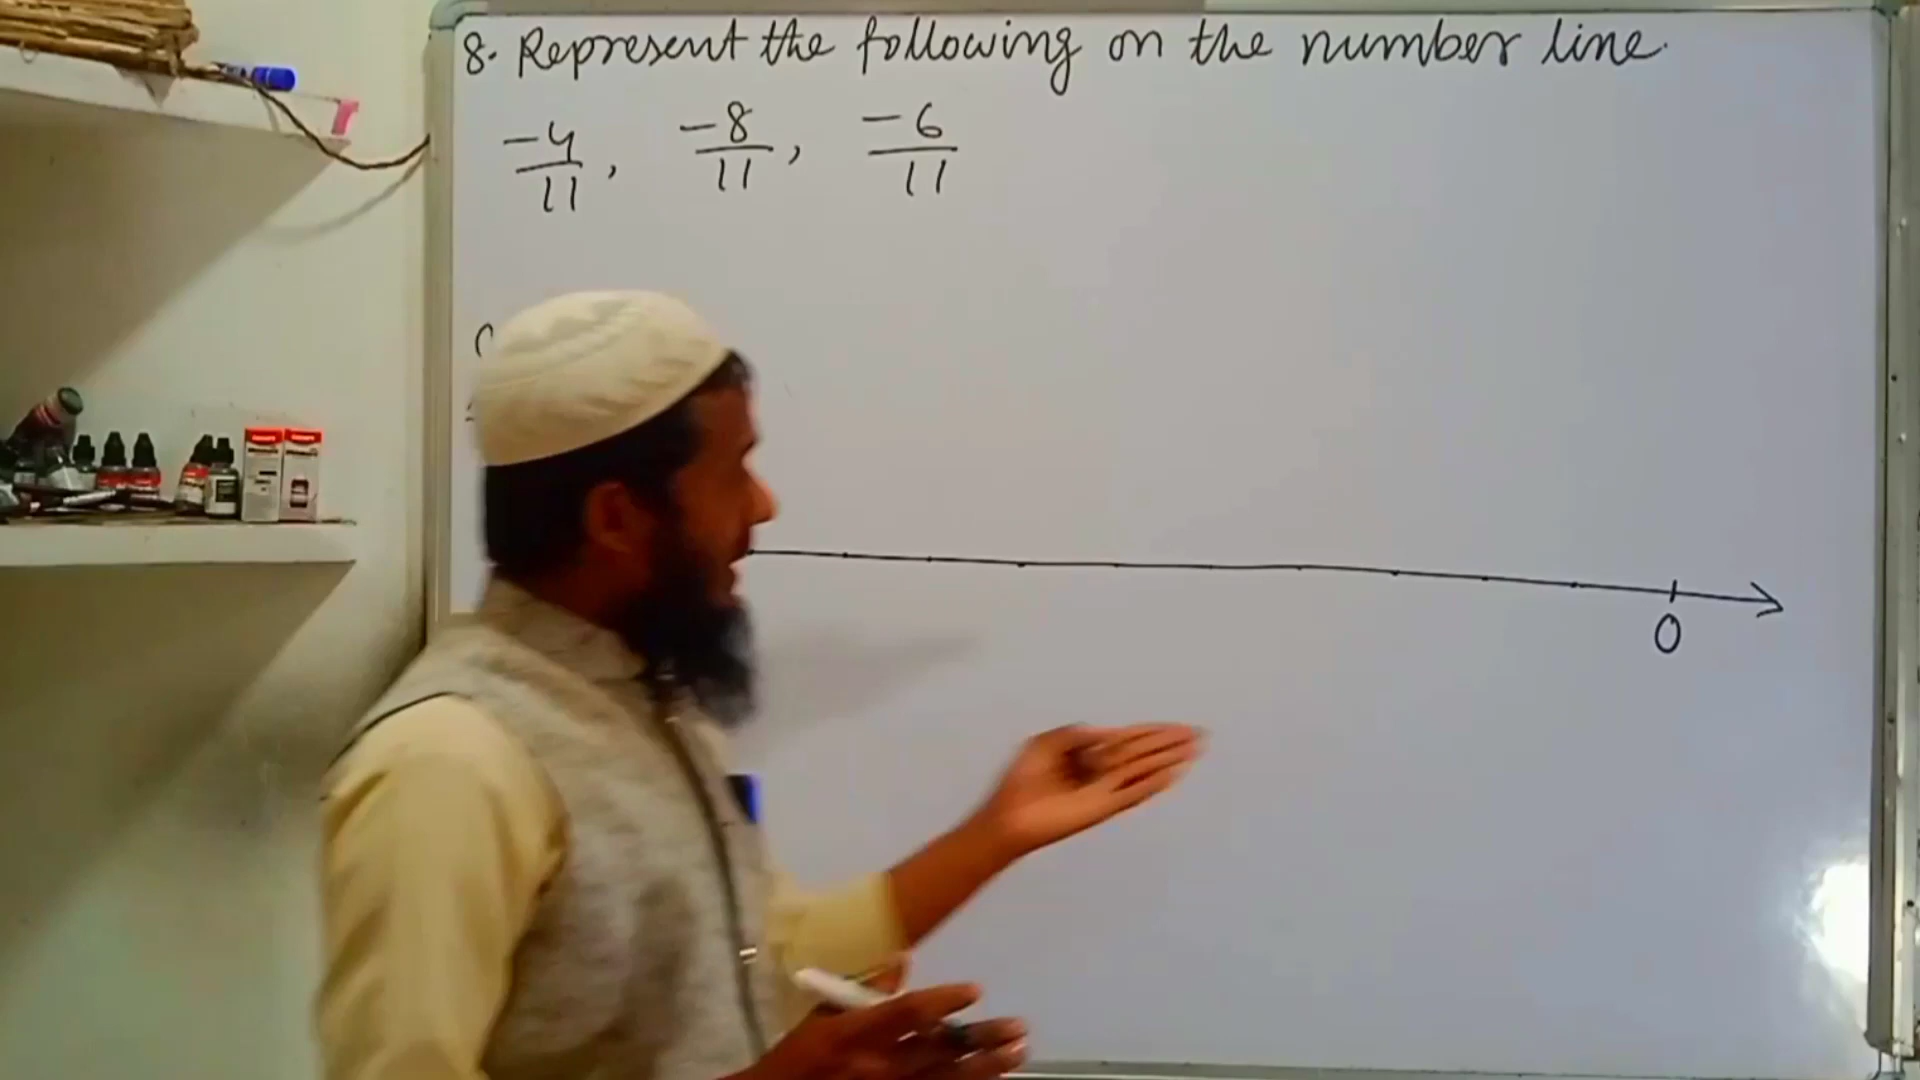 8. Represent the following on the number line.
-4/11, -8/11, -6/11
0